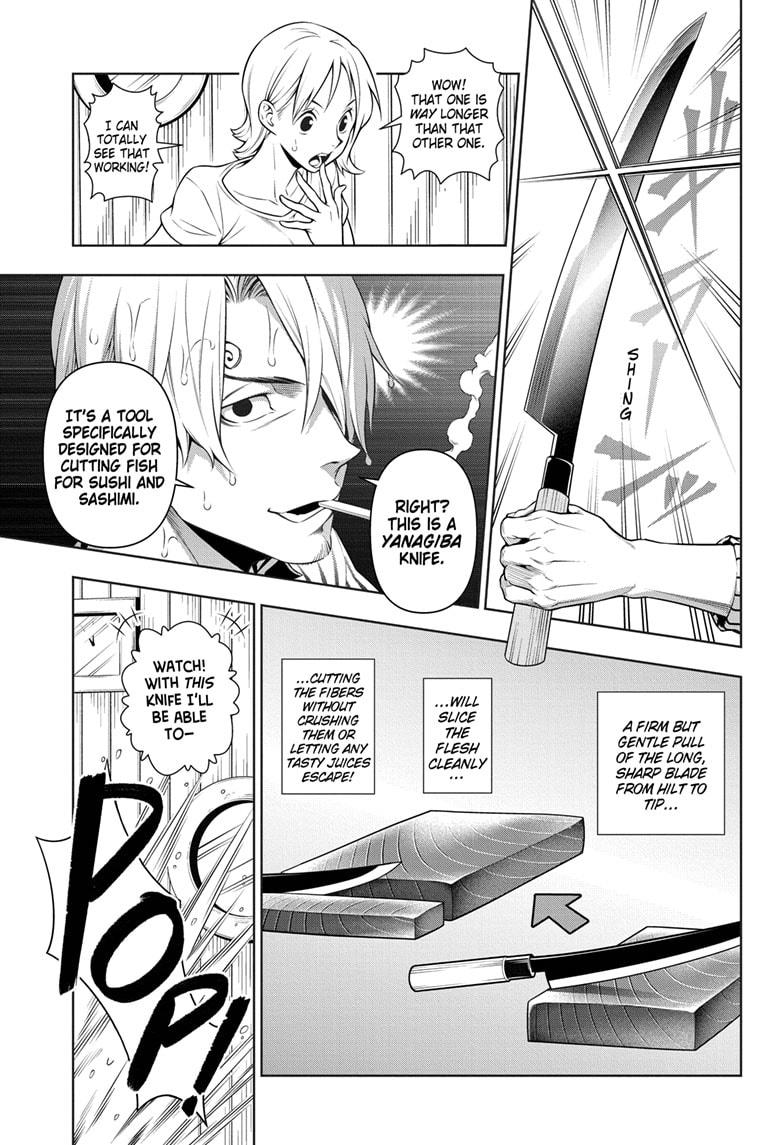 SHING
WOW!
THAT ONE IS
WAY LONGER
THAN THAT
OTHER ONE.
I CAN
TOTALLY
SEE THAT
WORKING!
RIGHT?
THIS IS A
YANAGIBA
KNIFE.
IT'S A TOOL
SPECIFICALLY
DESIGNED FOR
CUTTING FISH
FOR SUSHI AND
SASHIMI.
A FIRM BUT
GENTLE PULL
OF THE LONG,
SHARP BLADE
FROM HILT TO
TIP...
...WILL
SLICE
THE
FLESH
CLEANLY
...
...CUTTING
THE FIBERS
WITHOUT
CRUSHING
THEM OR
LETTING ANY
TASTY JUICES
ESCAPE!
WATCH!
WITH THIS
KNIFE I'LL
BE ABLE
TO–
POP!